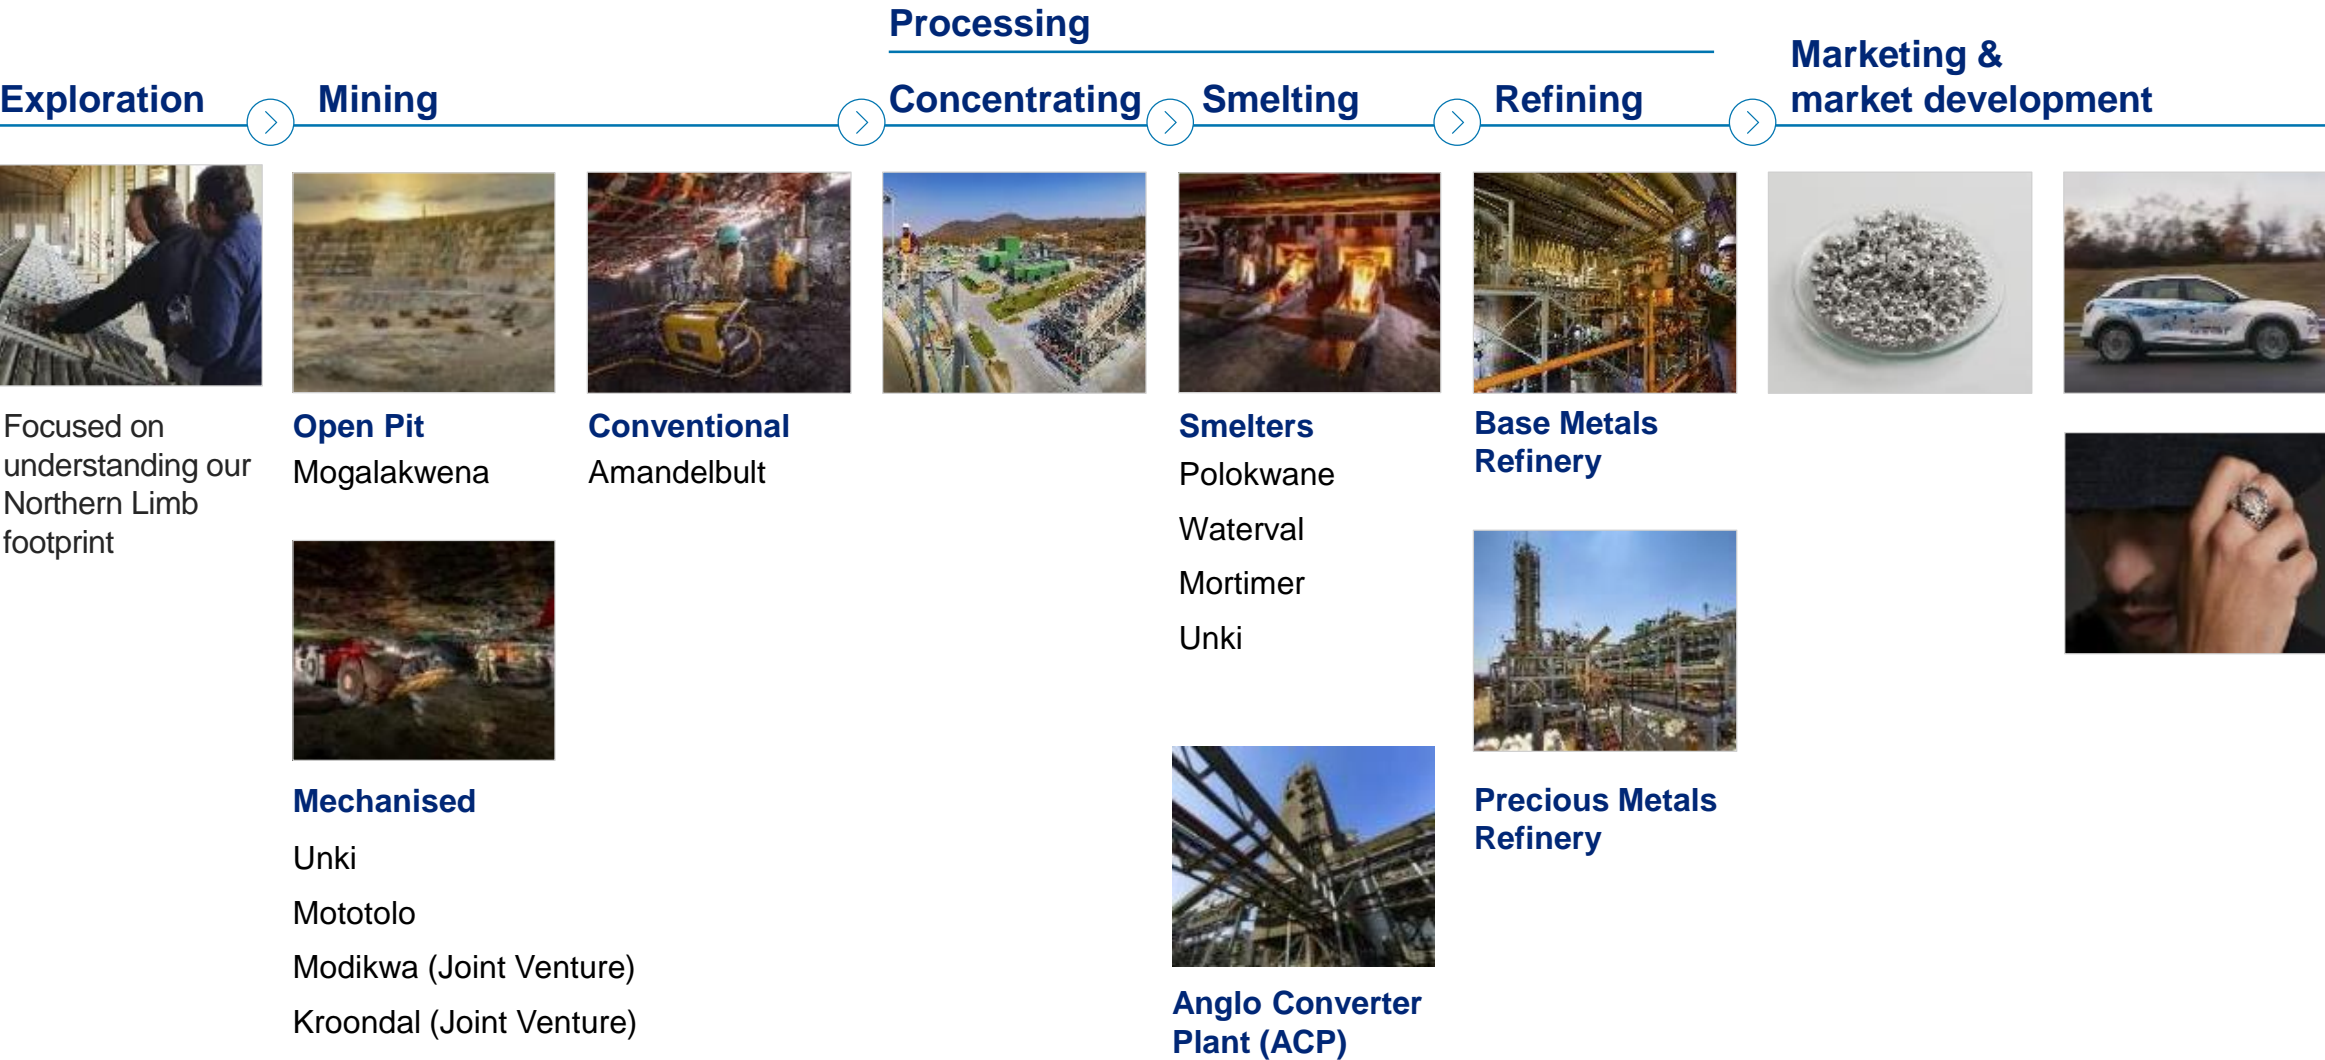 Processing
Marketing &
market development
Exploration
Mining
Concentrating
Smelting
Refining
Focused on
understanding our
Northern Limb
footprint
Open Pit
Mogalakwena
Mechanised
Unki
Mototolo
Modikwa (Joint Venture)
Kroondal (Joint Venture)
Conventional
Amandelbult
Smelters
Polokwane
Waterval
Mortimer
Unki
Anglo Converter
Plant (ACP)
Base Metals
Refinery
Precious Metals
Refinery